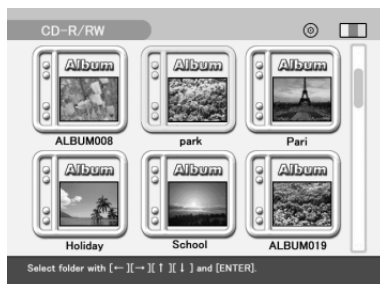 CD-R/RW
Album Album Album
ALBUM008 park Pari
Album Album Album
Holiday School ALBUM019
Select folder with [←][→][↑][↓] and [ENTER].